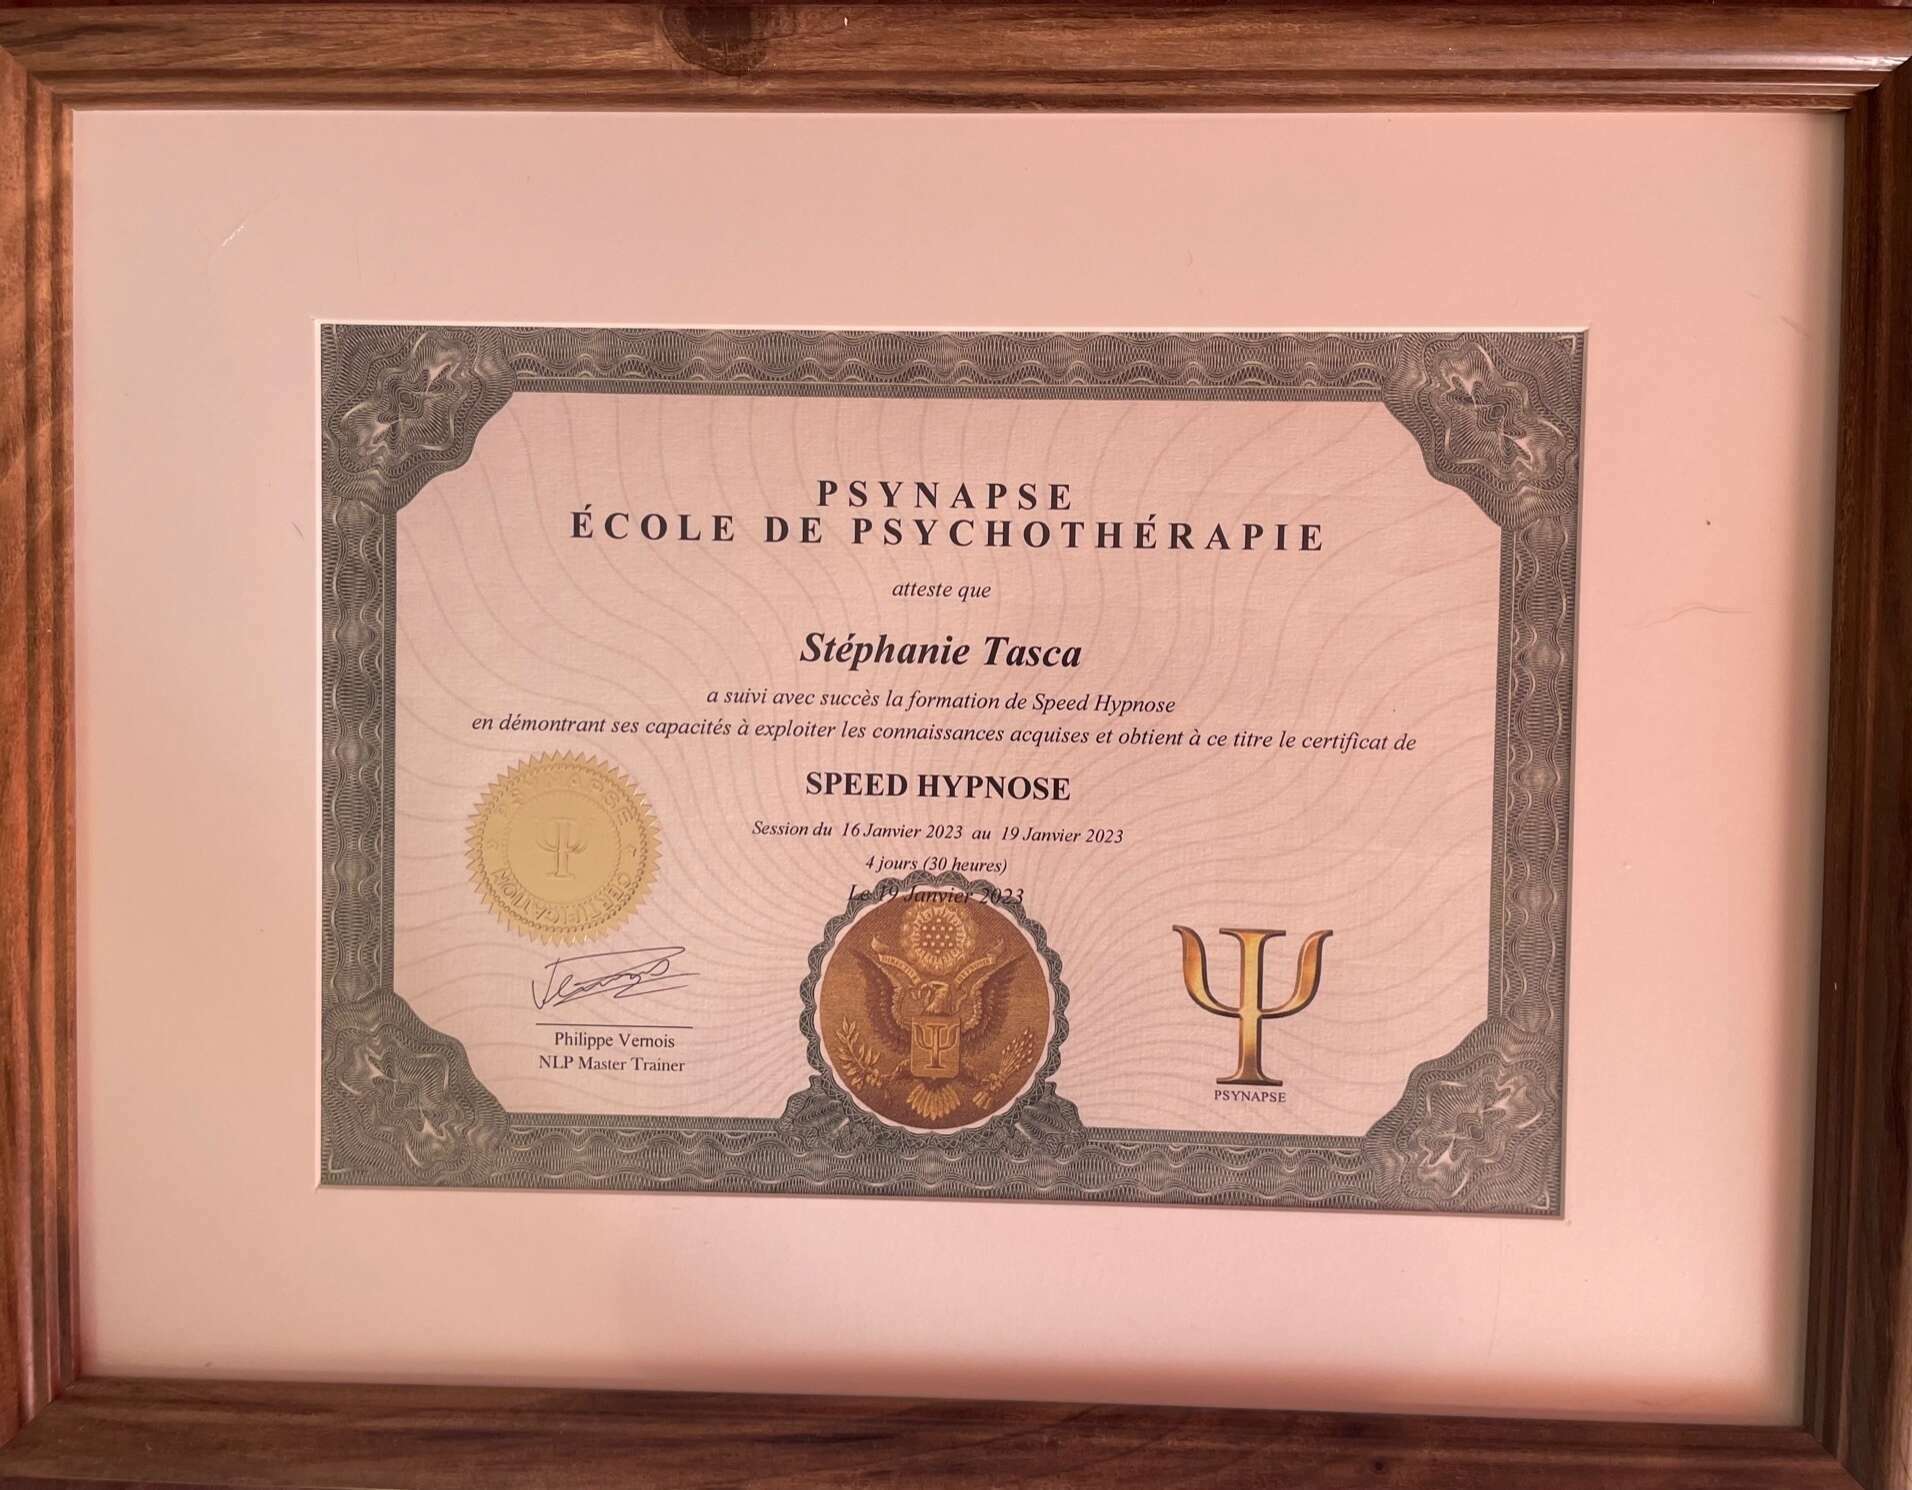 PSYNAPSE
ÉCOLE DE PSYCHOTHÉRAPIE
atteste que
Stéphanie Tasca
a suivi avec succès la formation de Speed Hypnose
en démontrant ses capacités à exploiter les connaissances acquises et obtient à ce titre le certificat de
SPEED HYPNOSE
Session du 16 Janvier 2023 au 19 Janvier 2023
4 jours (30 heures)
Le 19 Janvier 2023
PSYNAPSE
Philippe Vernois
NLP Master Trainer
PSYNAPSE